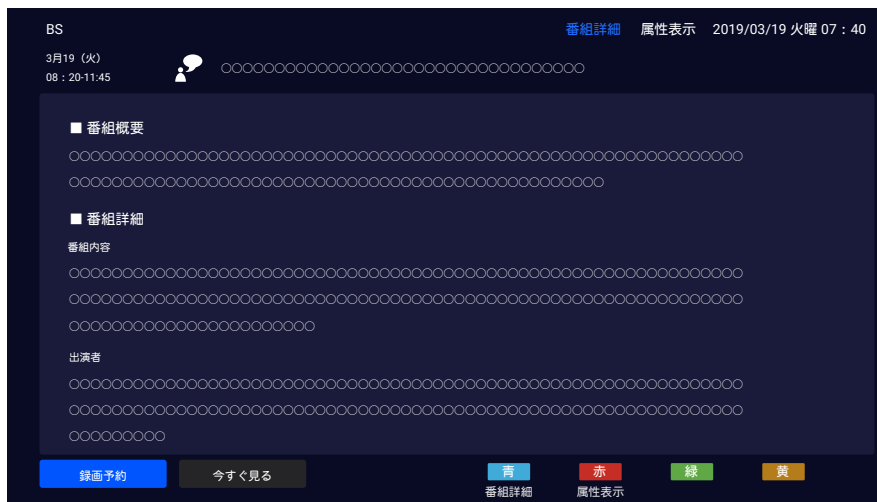 BS
番組詳細 属性表示 2019/03/19 火曜 07：40
3月19（火）
08：20-11:45
○○○○○○○○○○○○○○○○○○○○○○○○○○○○○○○○○○
■ 番組概要
○○○○○○○○○○○○○○○○○○○○○○○○○○○○○○○○○○○○○○○○○○○○○○○○○○○○○○○○○○○○○○○
○○○○○○○○○○○○○○○○○○○○○○○○○○○○○○○○○○○○○○○○○○○○○○○○○○
■ 番組詳細
番組内容
○○○○○○○○○○○○○○○○○○○○○○○○○○○○○○○○○○○○○○○○○○○○○○○○○○○○○○○○○○○○○○○
○○○○○○○○○○○○○○○○○○○○○○○○○○○○○○○○○○○○○○○○○○○○○○○○○○○○○○○○○○○○○○○
○○○○○○○○○○○○○○○○○○○○○○○
出演者
○○○○○○○○○○○○○○○○○○○○○○○○○○○○○○○○○○○○○○○○○○○○○○○○○○○○○○○○○○○○○○○
○○○○○○○○○○○○○○○○○○○○○○○○○○○○○○○○○○○○○○○○○○○○○○○○○○○○○○○○○○○○○○○
○○○○○○○○○
録画予約 今すぐ見る 青 赤 緑 黄
番組詳細 属性表示